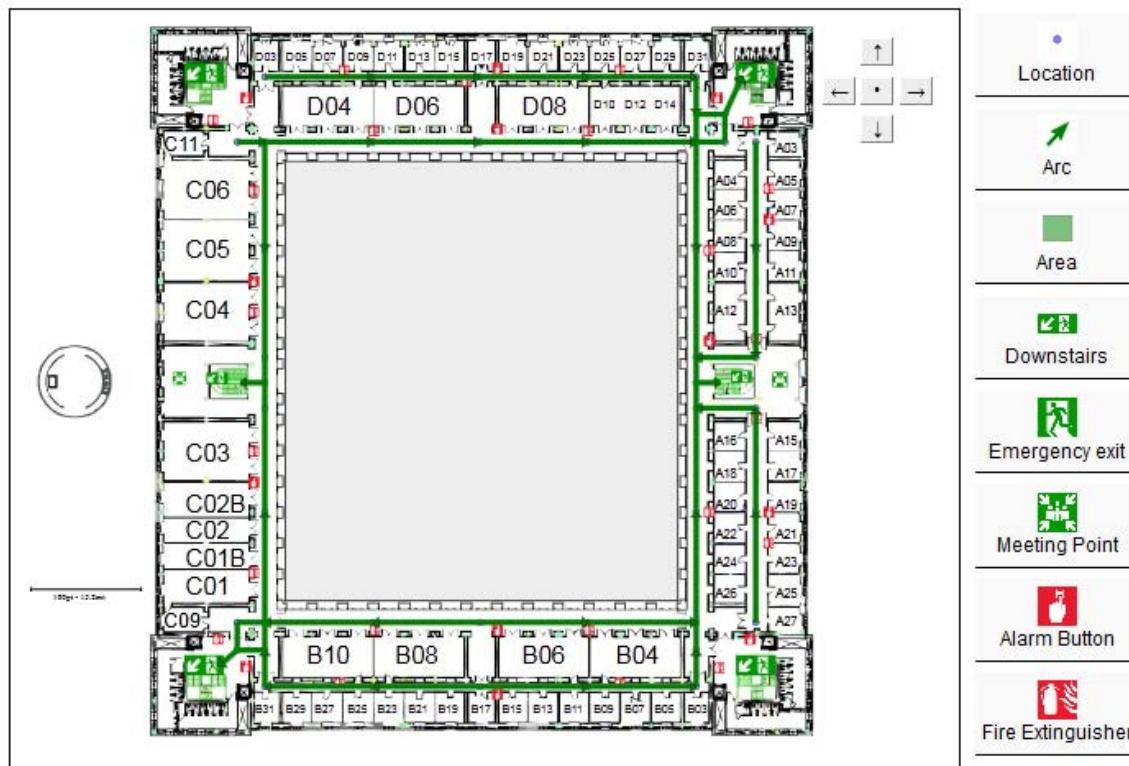 D03 D05 D07 D09 D11 D13 D15 D17 D19 D21 D23 D25 D27 D29 D31
D04 D06 D08 D10 D12 D14
C11
C06
C05
C04
C03
C02B
C02
C01B
C01
C09
A03
A04 A05
A06 A07
A08 A09
A10 A11
A12 A13
A16 A15
A18 A17
A20 A19
A22 A21
A24 A23
A26 A25
A27
B10 B08 B06 B04
B31 B29 B27 B25 B23 B21 B19 B17 B15 B13 B11 B09 B07 B05 B03
Location
Arc
Area
Downstairs
Emergency exit
Meeting Point
Alarm Button
Fire Extinguisher